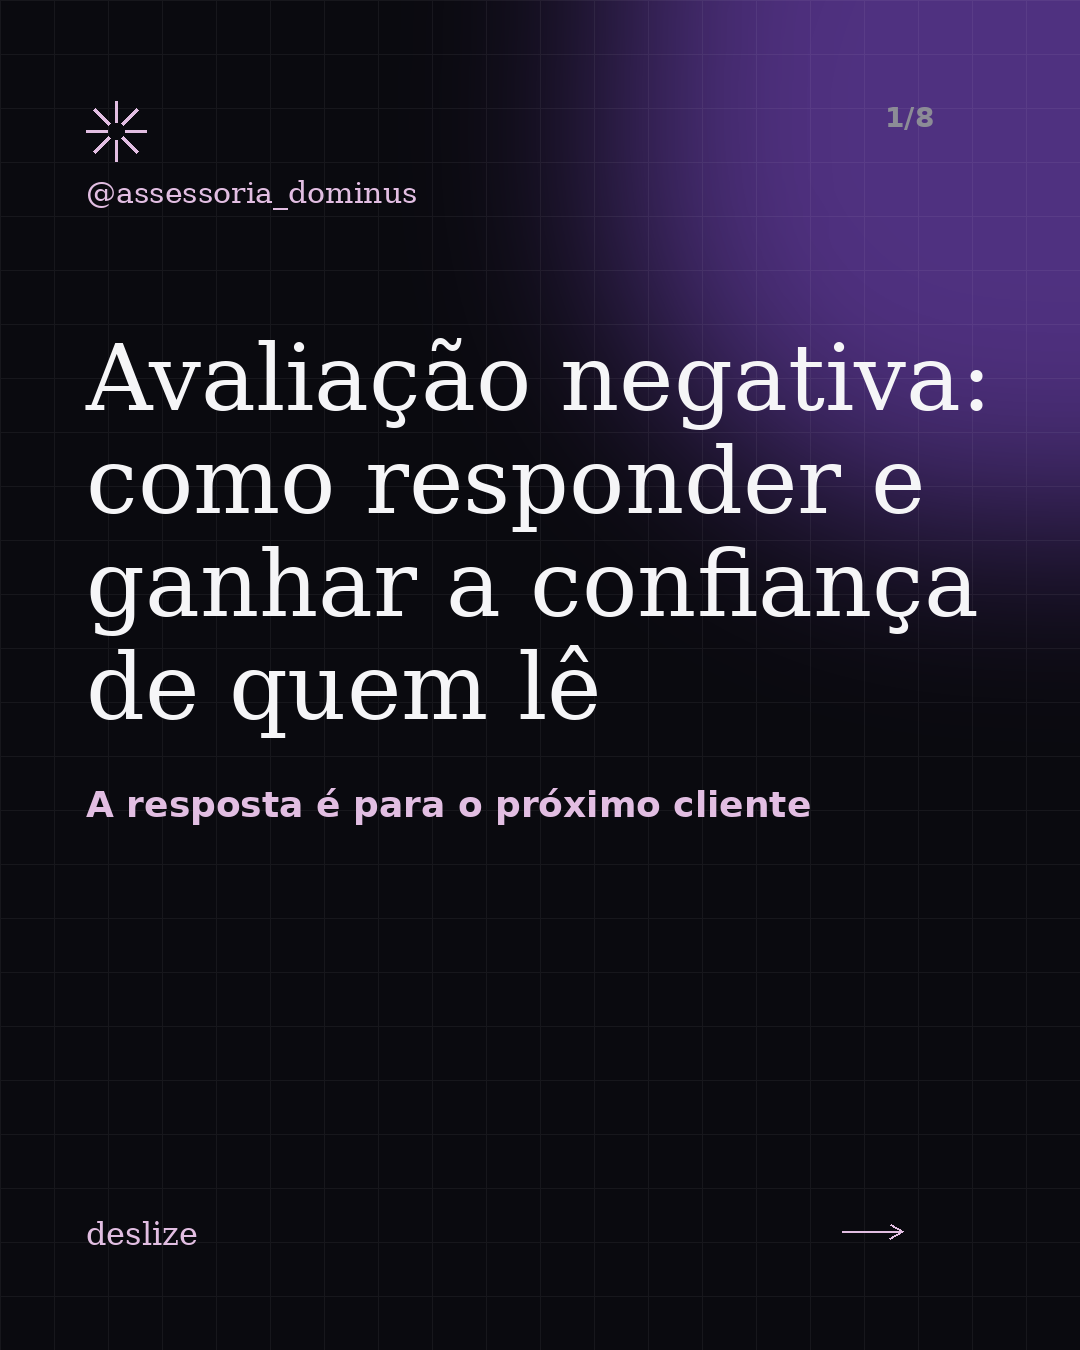 1/8
@assessoria_dominus
Avaliação negativa:
como responder e
ganhar a confiança
de quem lê
A resposta é para o próximo cliente
deslize